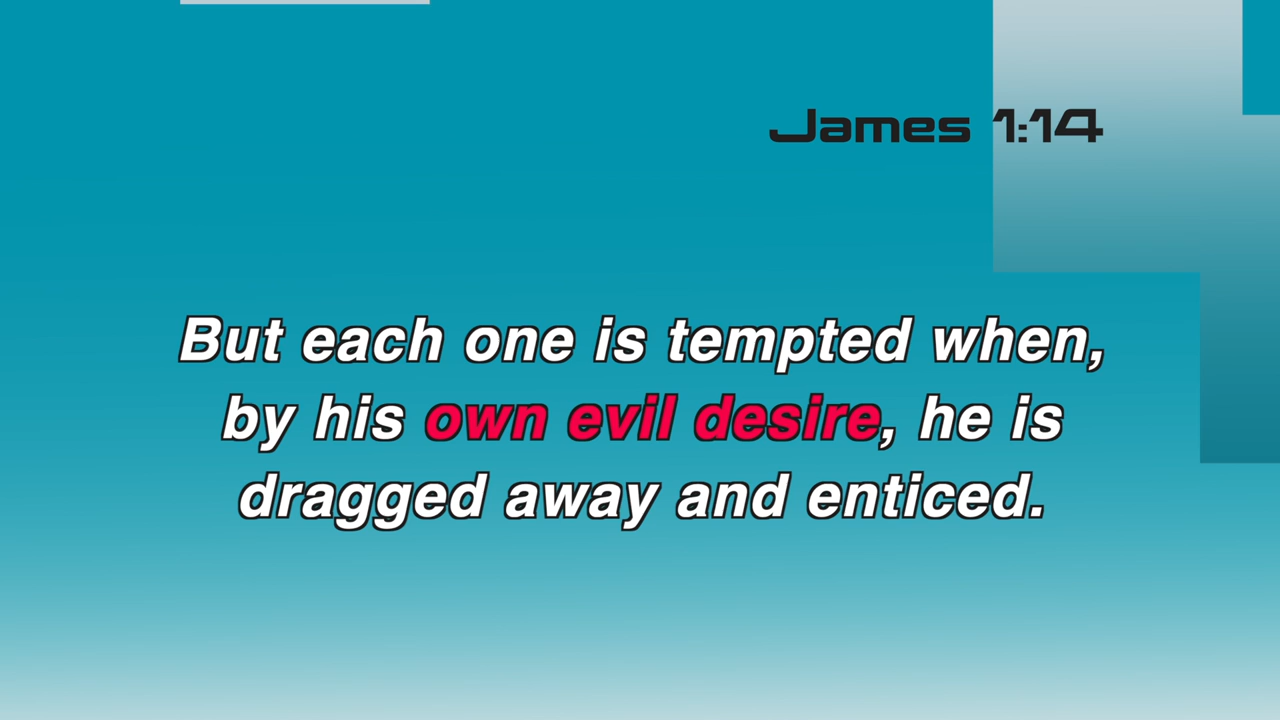 James 1:14
But each one is tempted when,
by his own evil desire, he is
dragged away and enticed.